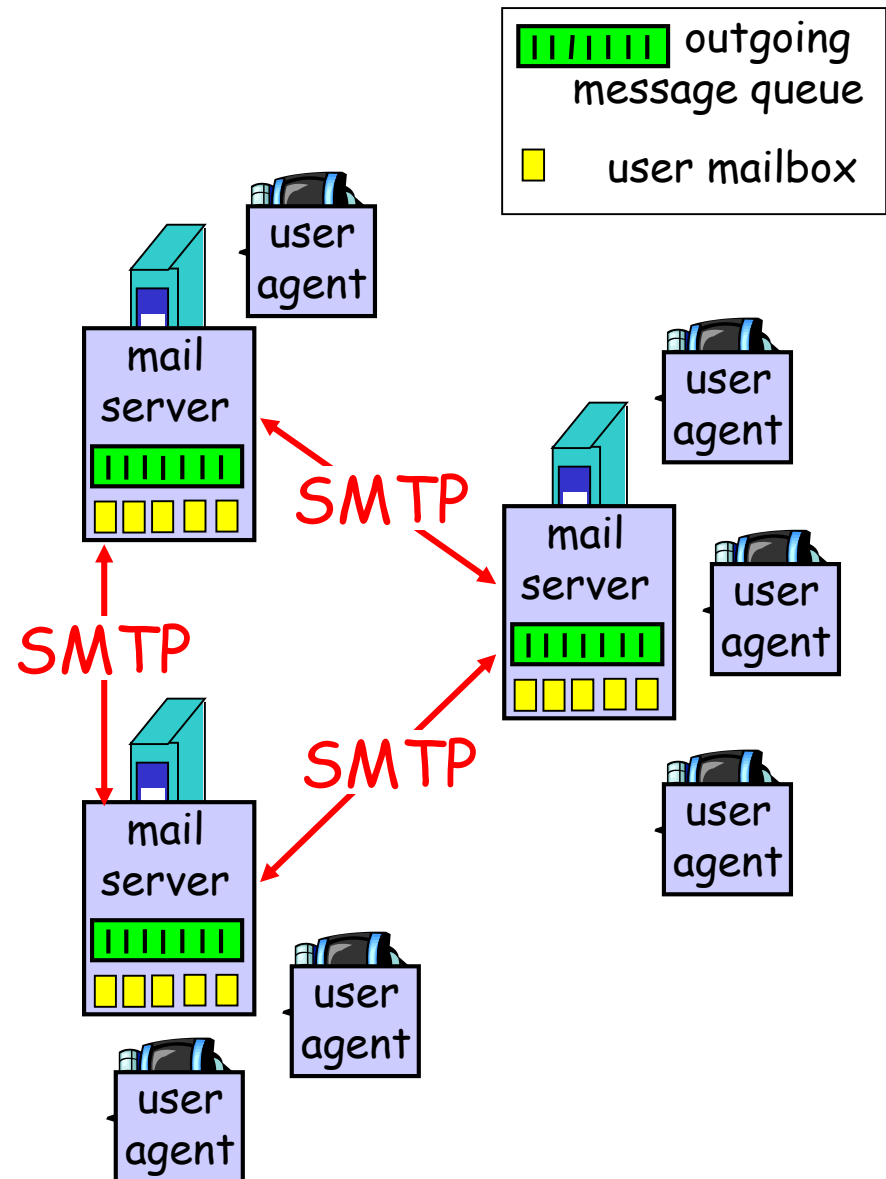 outgoing
message queue
user mailbox
user
agent
mail
server
user
agent
SMTP
mail
server
user
agent
SMTP
SMTP
user
agent
mail
server
user
agent
user
agent